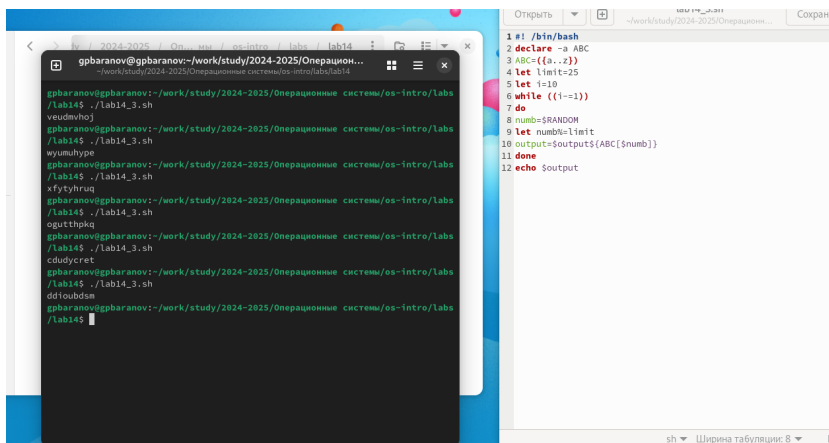 ly / 2024-2025 / Оп... мы / os-intro / labs / lab14
gpbaranov@gpbaranov:~/work/study/2024-2025/Операцион...
~/work/study/2024-2025/Операционные системы/os-intro/labs/lab14
gpbaranov@gpbaranov:~/work/study/2024-2025/Операционные системы/os-intro/labs
/lab14$ ./lab14_3.sh
veudmvhoj
gpbaranov@gpbaranov:~/work/study/2024-2025/Операционные системы/os-intro/labs
/lab14$ ./lab14_3.sh
wyumuhype
gpbaranov@gpbaranov:~/work/study/2024-2025/Операционные системы/os-intro/labs
/lab14$ ./lab14_3.sh
xfytyhruq
gpbaranov@gpbaranov:~/work/study/2024-2025/Операционные системы/os-intro/labs
/lab14$ ./lab14_3.sh
ogutthpkq
gpbaranov@gpbaranov:~/work/study/2024-2025/Операционные системы/os-intro/labs
/lab14$ ./lab14_3.sh
cdudycret
gpbaranov@gpbaranov:~/work/study/2024-2025/Операционные системы/os-intro/labs
/lab14$ ./lab14_3.sh
ddioubdsm
gpbaranov@gpbaranov:~/work/study/2024-2025/Операционные системы/os-intro/labs
/lab14$
Открыть
lab14_3.sh
~/work/study/2024-2025/Операционн...
Сохран
1 #! /bin/bash
2 declare -a ABC
3 ABC=({a..z})
4 let limit=25
5 let i=10
6 while ((i-=1))
7 do
8 numb=$RANDOM
9 let numb%=limit
10 output=$output${ABC[$numb]}
11 done
12 echo $output
sh
Ширина табуляции: 8